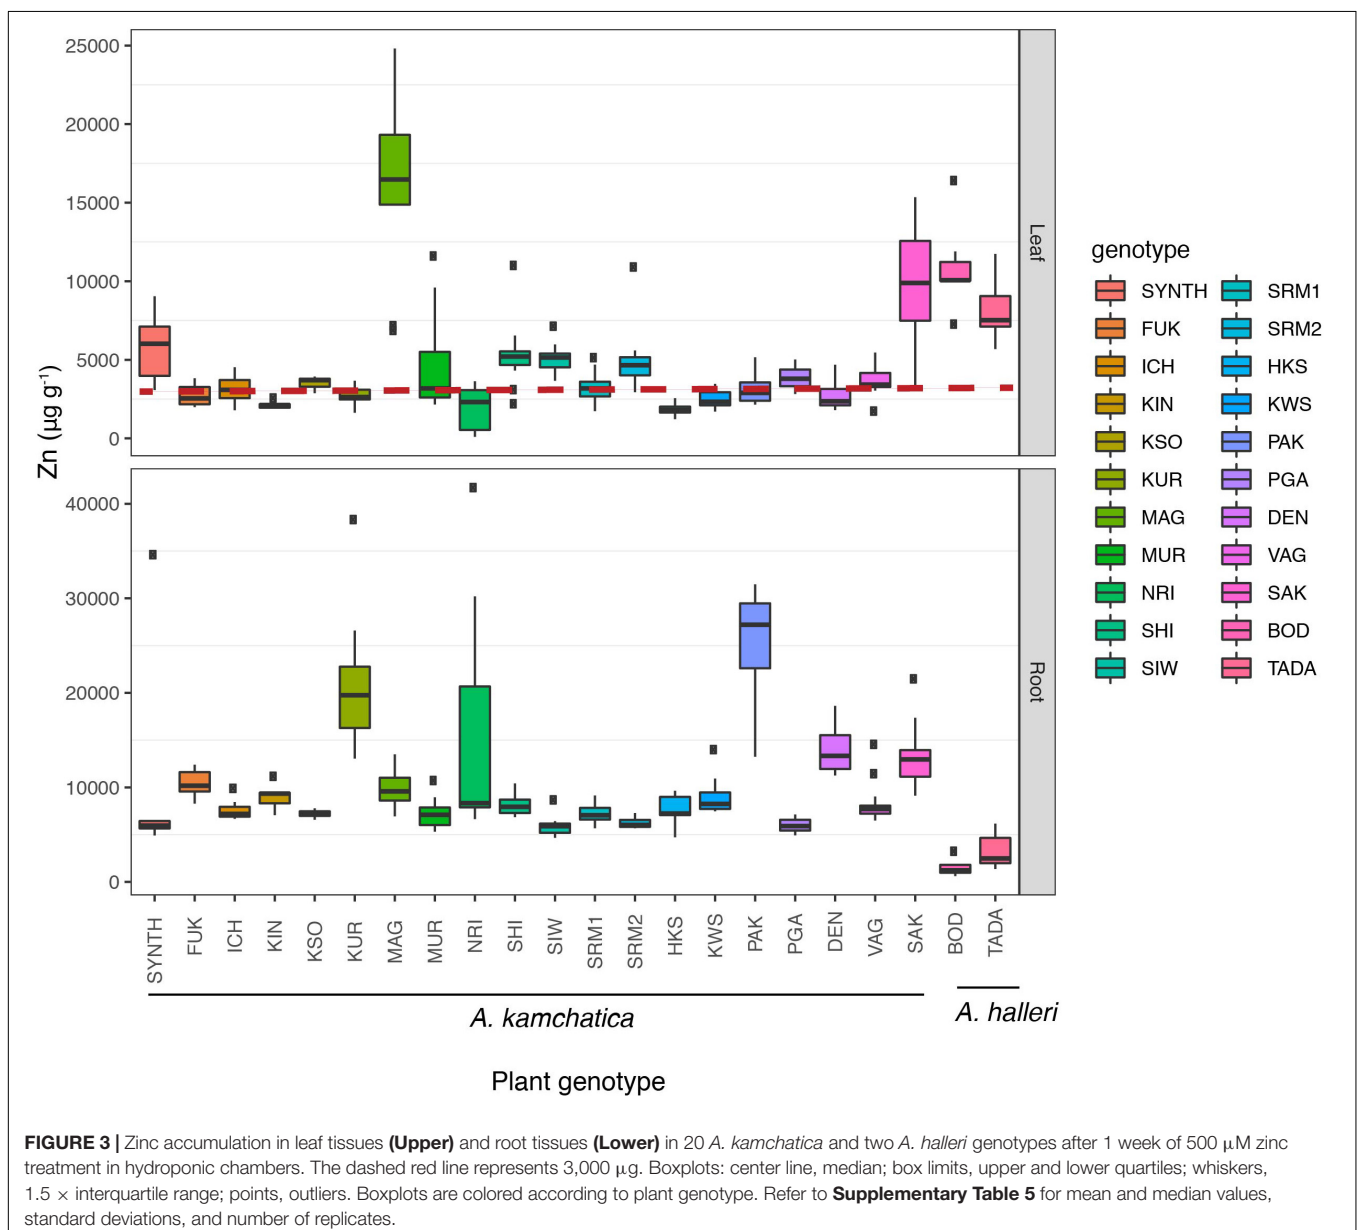 25000
20000
15000
10000
5000
0
Leaf
Zn (µg g⁻¹)
40000
30000
20000
10000
0
Root
SYNTH
FUK
ICH
KIN
KSO
KUR
MAG
MUR
NRI
SHI
SIW
SRM1
SRM2
HKS
KWS
PAK
PGA
DEN
VAG
SAK
BOD
TADA
A. kamchatica
A. halleri
Plant genotype
genotype
SYNTH
FUK
ICH
KIN
KSO
KUR
MAG
MUR
NRI
SHI
SIW
SRM1
SRM2
HKS
KWS
PAK
PGA
DEN
VAG
SAK
BOD
TADA
FIGURE 3 | Zinc accumulation in leaf tissues (Upper) and root tissues (Lower) in 20 A. kamchatica and two A. halleri genotypes after 1 week of 500 µM zinc
treatment in hydroponic chambers. The dashed red line represents 3,000 µg. Boxplots: center line, median; box limits, upper and lower quartiles; whiskers,
1.5 × interquartile range; points, outliers. Boxplots are colored according to plant genotype. Refer to Supplementary Table 5 for mean and median values,
standard deviations, and number of replicates.